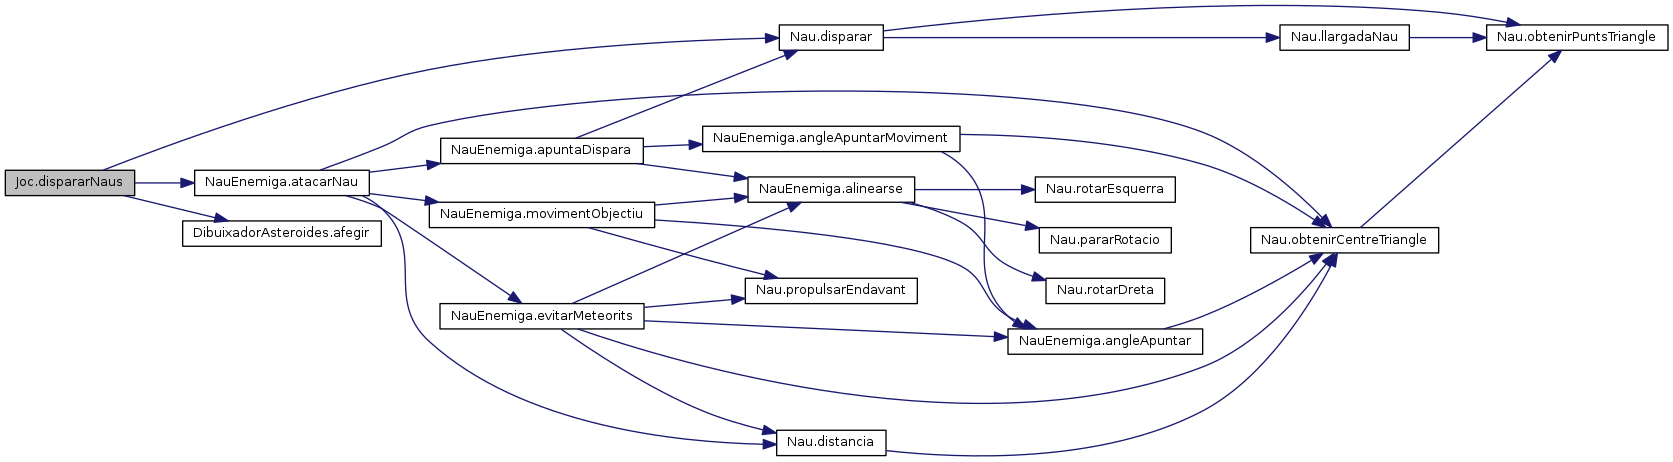 Joc.dispararNaus
NauEnemiga.atacarNau
DibuixadorAsteroides.afegir
NauEnemiga.apuntaDispara
NauEnemiga.movimentObjectiu
NauEnemiga.evitarMeteorits
Nau.disparar
NauEnemiga.angleApuntarMoviment
NauEnemiga.alinearse
Nau.propulsarEndavant
Nau.distancia
Nau.rotarEsquerra
Nau.pararRotacio
Nau.rotarDreta
NauEnemiga.angleApuntar
Nau.llargadaNau
Nau.obtenirCentreTriangle
Nau.obtenirPuntsTriangle